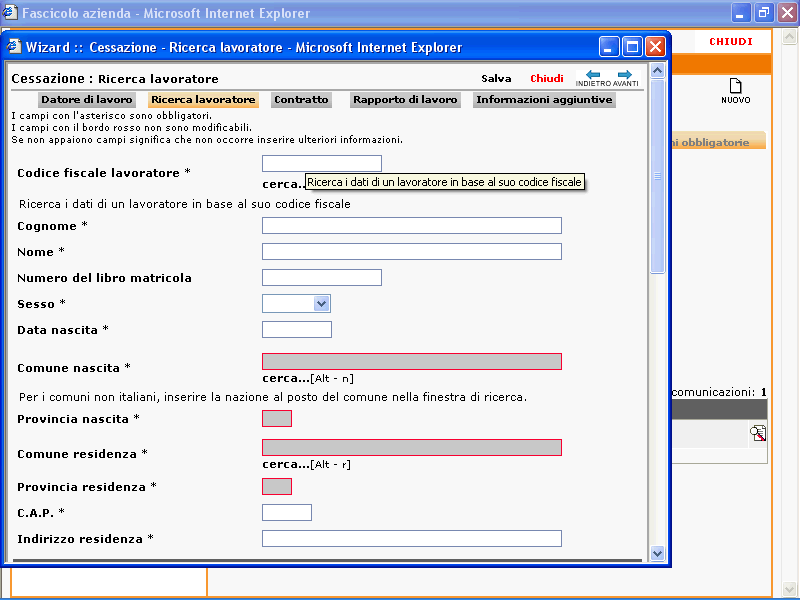 Fascicolo azienda - Microsoft Internet Explorer
CHIUDI
Wizard :: Cessazione - Ricerca lavoratore - Microsoft Internet Explorer
Cessazione : Ricerca lavoratore
Salva
Chiudi
INDIETRO AVANTI
NUOVO
Datore di lavoro
Ricerca lavoratore
Contratto
Rapporto di lavoro
Informazioni aggiuntive
I campi con l'asterisco sono obbligatori.
I campi con il bordo rosso non sono modificabili.
Se non appaiono campi significa che non occorre inserire ulteriori informazioni.
ni obbligatorie
Codice fiscale lavoratore *
cerca..
Ricerca i dati di un lavoratore in base al suo codice fiscale
Ricerca i dati di un lavoratore in base al suo codice fiscale
Cognome *
Nome *
Numero del libro matricola
Sesso *
Data nascita *
Comune nascita *
cerca...[Alt - n]
comunicazioni: 1
Per i comuni non italiani, inserire la nazione al posto del comune nella finestra di ricerca.
Provincia nascita *
Comune residenza *
cerca...[Alt - r]
Provincia residenza *
C.A.P. *
Indirizzo residenza *